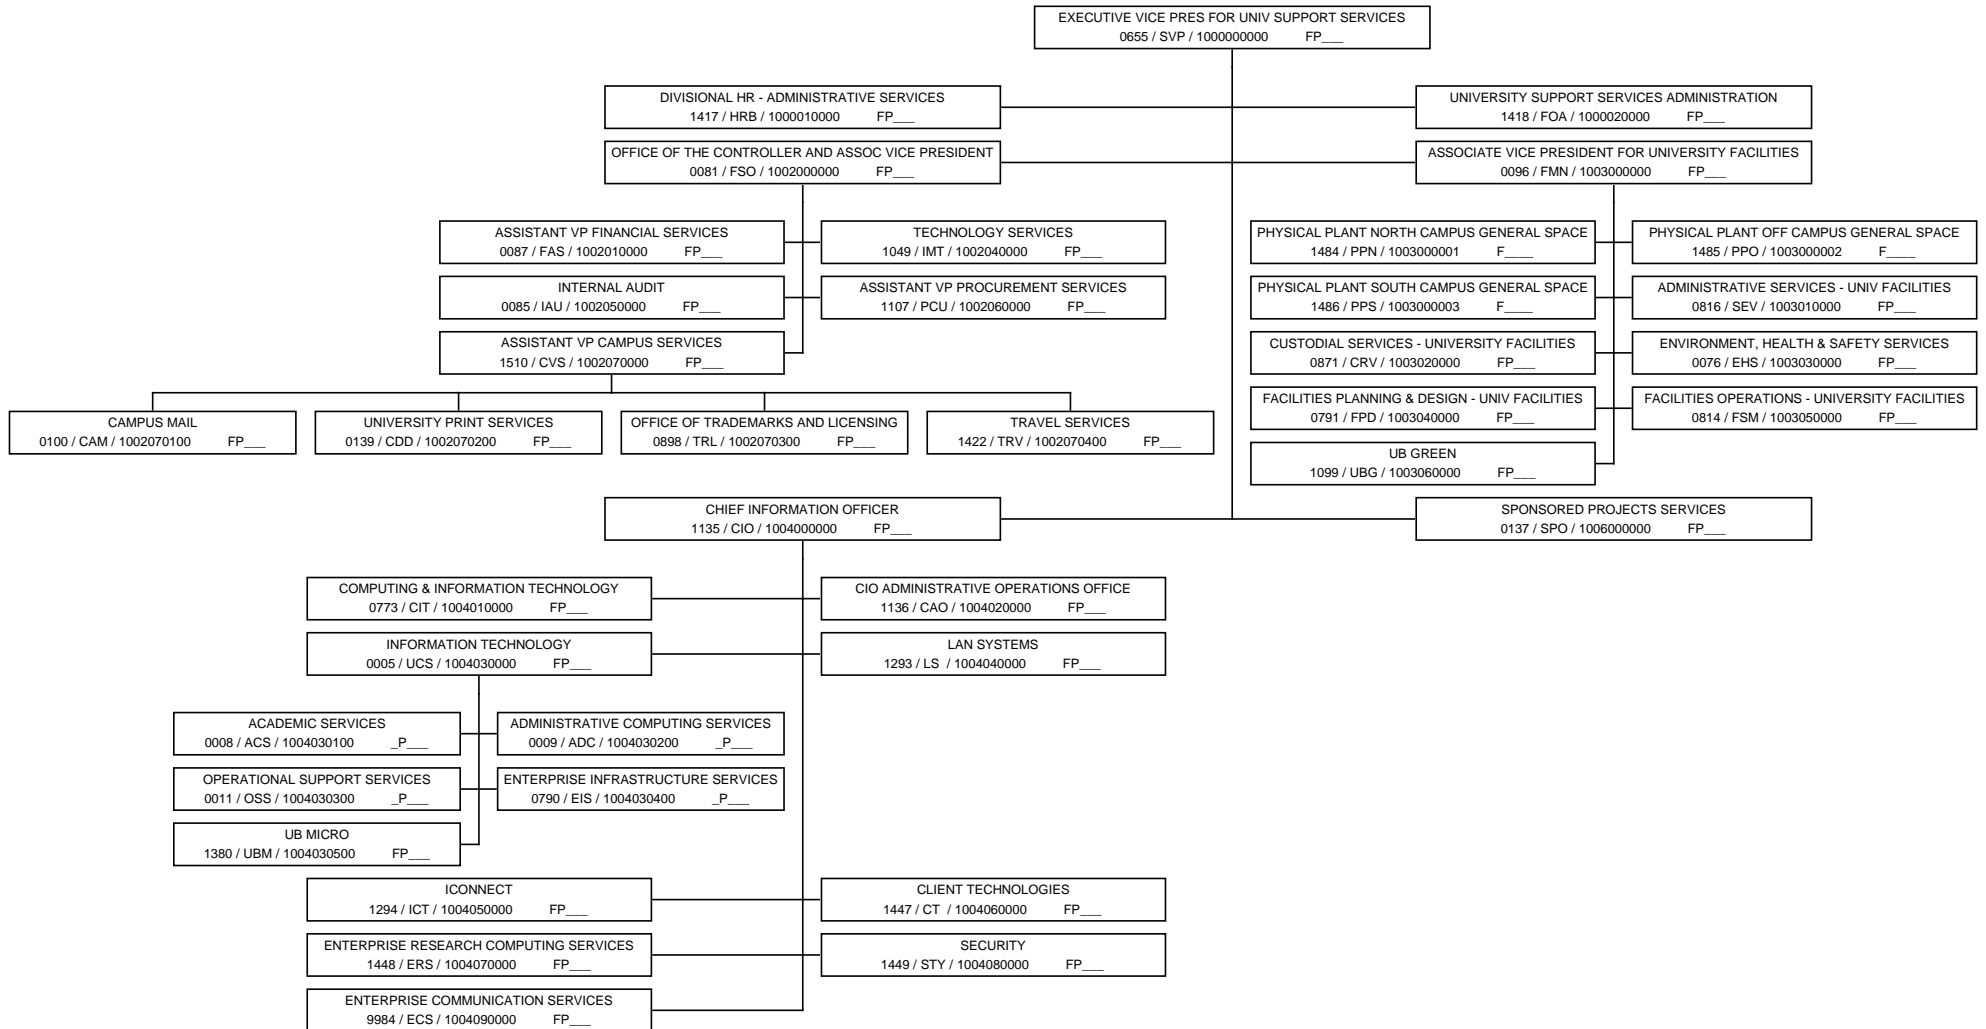 EXECUTIVE VICE PRES FOR UNIV SUPPORT SERVICES
0655 / SVP / 1000000000 FP___
DIVISIONAL HR - ADMINISTRATIVE SERVICES
1417 / HRB / 1000010000 FP___
UNIVERSITY SUPPORT SERVICES ADMINISTRATION
1418 / FOA / 1000020000 FP___
OFFICE OF THE CONTROLLER AND ASSOC VICE PRESIDENT
0081 / FSO / 1002000000 FP___
ASSOCIATE VICE PRESIDENT FOR UNIVERSITY FACILITIES
0096 / FMN / 1003000000 FP___
ASSISTANT VP FINANCIAL SERVICES
0087 / FAS / 1002010000 FP___
TECHNOLOGY SERVICES
1049 / IMT / 1002040000 FP___
INTERNAL AUDIT
0085 / IAU / 1002050000 FP___
ASSISTANT VP PROCUREMENT SERVICES
1107 / PCU / 1002060000 FP___
ASSISTANT VP CAMPUS SERVICES
1510 / CVS / 1002070000 FP___
CAMPUS MAIL
0100 / CAM / 1002070100 FP___
UNIVERSITY PRINT SERVICES
0139 / CDD / 1002070200 FP___
OFFICE OF TRADEMARKS AND LICENSING
0898 / TRL / 1002070300 FP___
TRAVEL SERVICES
1422 / TRV / 1002070400 FP___
PHYSICAL PLANT NORTH CAMPUS GENERAL SPACE
1484 / PPN / 1003000001 F____
PHYSICAL PLANT OFF CAMPUS GENERAL SPACE
1485 / PPO / 1003000002 F____
PHYSICAL PLANT SOUTH CAMPUS GENERAL SPACE
1486 / PPS / 1003000003 F____
ADMINISTRATIVE SERVICES - UNIV FACILITIES
0816 / SEV / 1003010000 FP___
CUSTODIAL SERVICES - UNIVERSITY FACILITIES
0871 / CRV / 1003020000 FP___
ENVIRONMENT, HEALTH & SAFETY SERVICES
0076 / EHS / 1003030000 FP___
FACILITIES PLANNING & DESIGN - UNIV FACILITIES
0791 / FPD / 1003040000 FP___
FACILITIES OPERATIONS - UNIVERSITY FACILITIES
0814 / FSM / 1003050000 FP___
UB GREEN
1099 / UBG / 1003060000 FP___
CHIEF INFORMATION OFFICER
1135 / CIO / 1004000000 FP___
SPONSORED PROJECTS SERVICES
0137 / SPO / 1006000000 FP___
COMPUTING & INFORMATION TECHNOLOGY
0773 / CIT / 1004010000 FP___
CIO ADMINISTRATIVE OPERATIONS OFFICE
1136 / CAO / 1004020000 FP___
INFORMATION TECHNOLOGY
0005 / UCS / 1004030000 FP___
LAN SYSTEMS
1293 / LS / 1004040000 FP___
ACADEMIC SERVICES
0008 / ACS / 1004030100 _P___
ADMINISTRATIVE COMPUTING SERVICES
0009 / ADC / 1004030200 _P___
OPERATIONAL SUPPORT SERVICES
0011 / OSS / 1004030300 _P___
ENTERPRISE INFRASTRUCTURE SERVICES
0790 / EIS / 1004030400 _P___
UB MICRO
1380 / UBM / 1004030500 FP___
ICONNECT
1294 / ICT / 1004050000 FP___
CLIENT TECHNOLOGIES
1447 / CT / 1004060000 FP___
ENTERPRISE RESEARCH COMPUTING SERVICES
1448 / ERS / 1004070000 FP___
SECURITY
1449 / STY / 1004080000 FP___
ENTERPRISE COMMUNICATION SERVICES
9984 / ECS / 1004090000 FP___